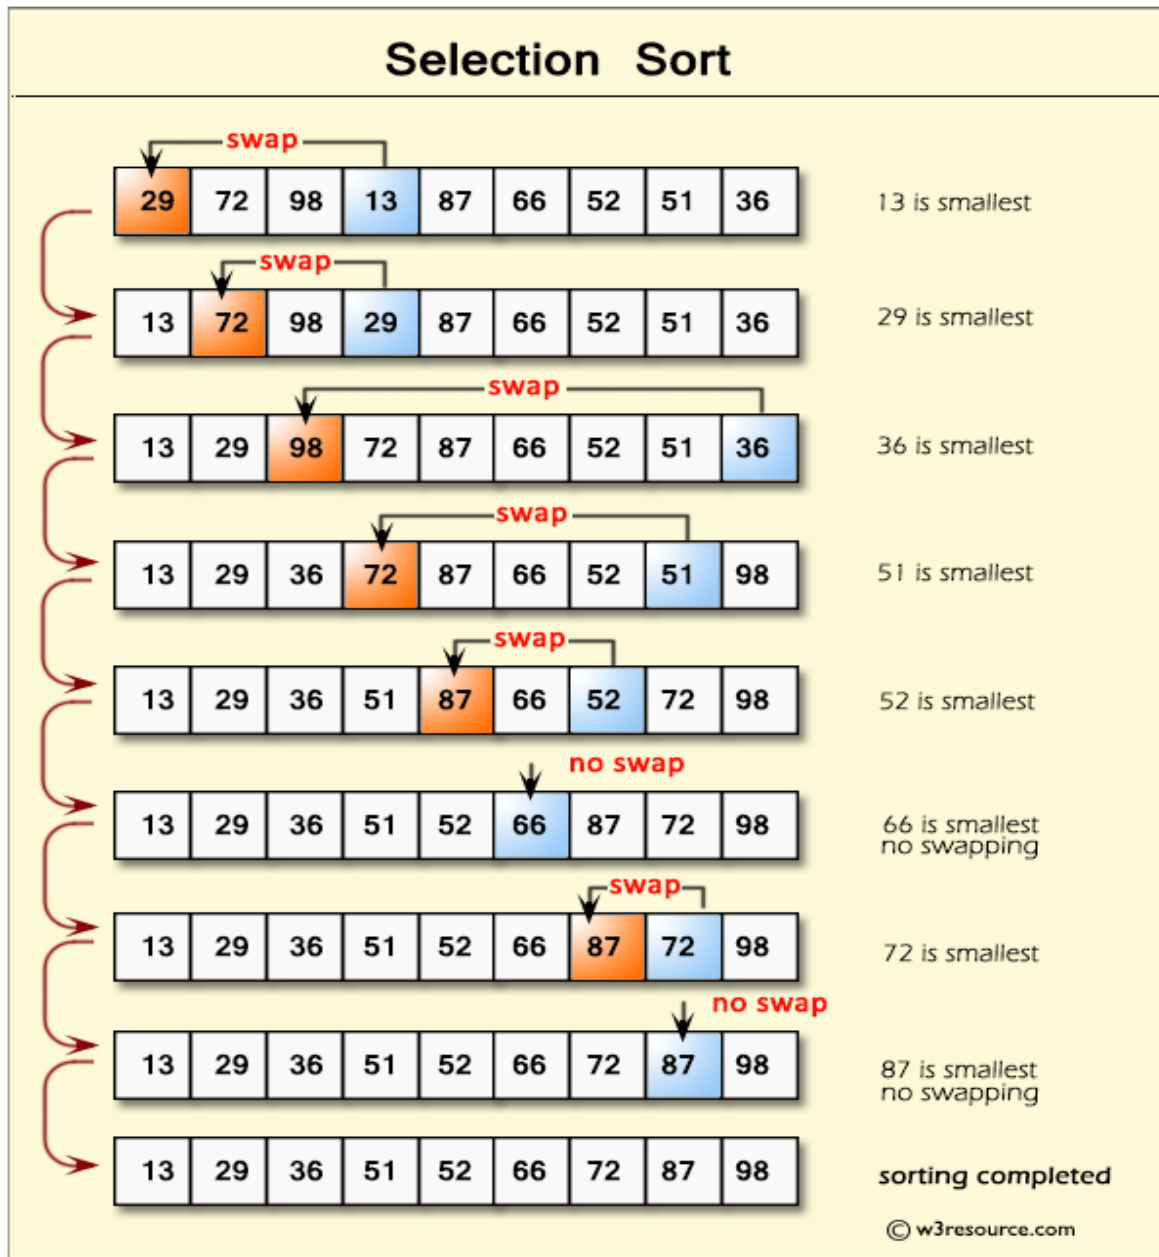 Selection Sort
swap
29 72 98 13 87 66 52 51 36
13 is smallest
swap
13 72 98 29 87 66 52 51 36
29 is smallest
swap
13 29 98 72 87 66 52 51 36
36 is smallest
swap
13 29 36 72 87 66 52 51 98
51 is smallest
swap
13 29 36 51 87 66 52 72 98
52 is smallest
no swap
13 29 36 51 52 66 87 72 98
66 is smallest
no swapping
swap
13 29 36 51 52 66 87 72 98
72 is smallest
no swap
13 29 36 51 52 66 72 87 98
87 is smallest
no swapping
13 29 36 51 52 66 72 87 98
sorting completed
© w3resource.com